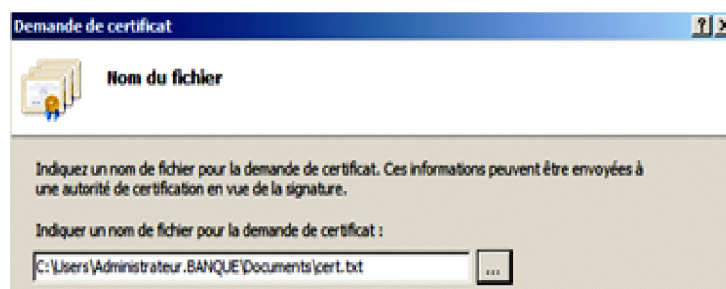 Demande de certificat
Nom du fichier
Indiquez un nom de fichier pour la demande de certificat. Ces informations peuvent être envoyées à
une autorité de certification en vue de la signature.
Indiquer un nom de fichier pour la demande de certificat :
C:\Users\Administrateur.BANQUE\Documents\cert.txt
...